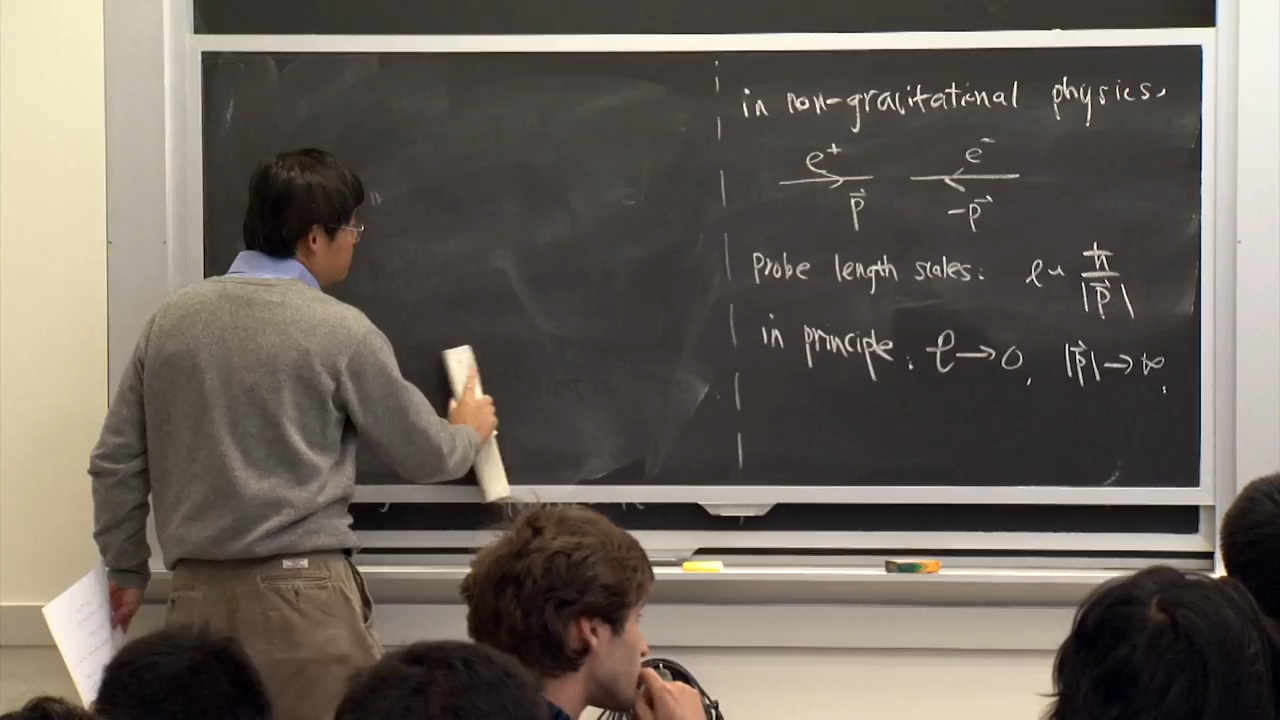 in non-gravitational physics.
e⁺ e⁻
p⃗ -p⃗
Probe length scales: ℓ ~ ħ/|p⃗|
in principle: ℓ → 0, |p⃗| → ∞.